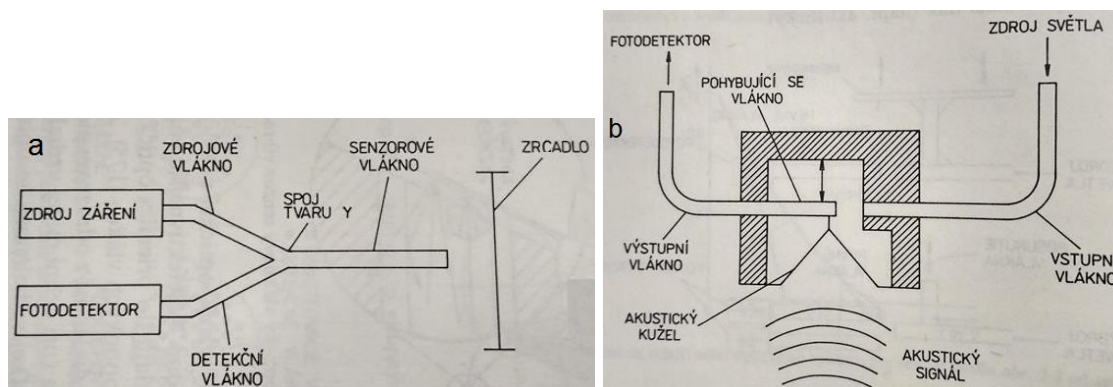 a
ZDROJOVÉ
VLÁKNO
SENZOROVÉ
VLÁKNO
ZRCADLO
ZDROJ ZÁŘENÍ
SPOJ
TVARU Y
FOTODETEKTOR
DETEKČNÍ
VLÁKNO
b
FOTODETEKTOR
ZDROJ SVĚTLA
POHYBUJÍCÍ SE
VLÁKNO
VÝSTUPNÍ
VLÁKNO
VSTUPNÍ
VLÁKNO
AKUSTICKÝ
KUŽEL
AKUSTICKÝ
SIGNÁL